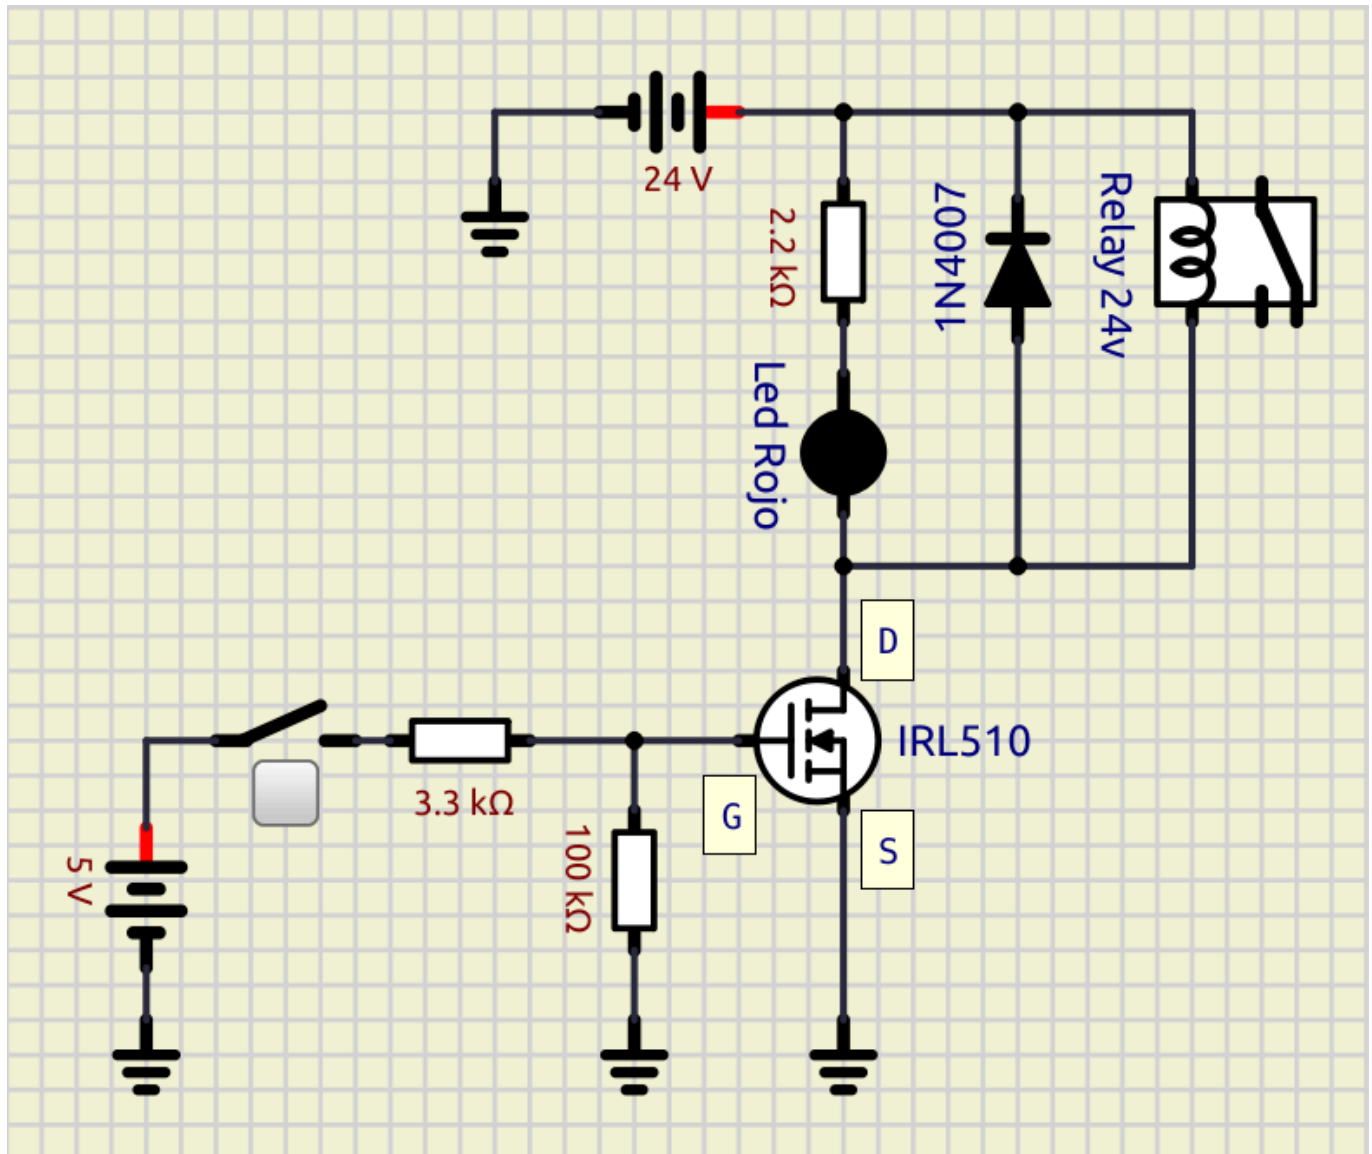 24 V
2.2 kΩ
1N4007
Relay 24v
Led Rojo
D
IRL510
3.3 kΩ
G
S
100 kΩ
5 V